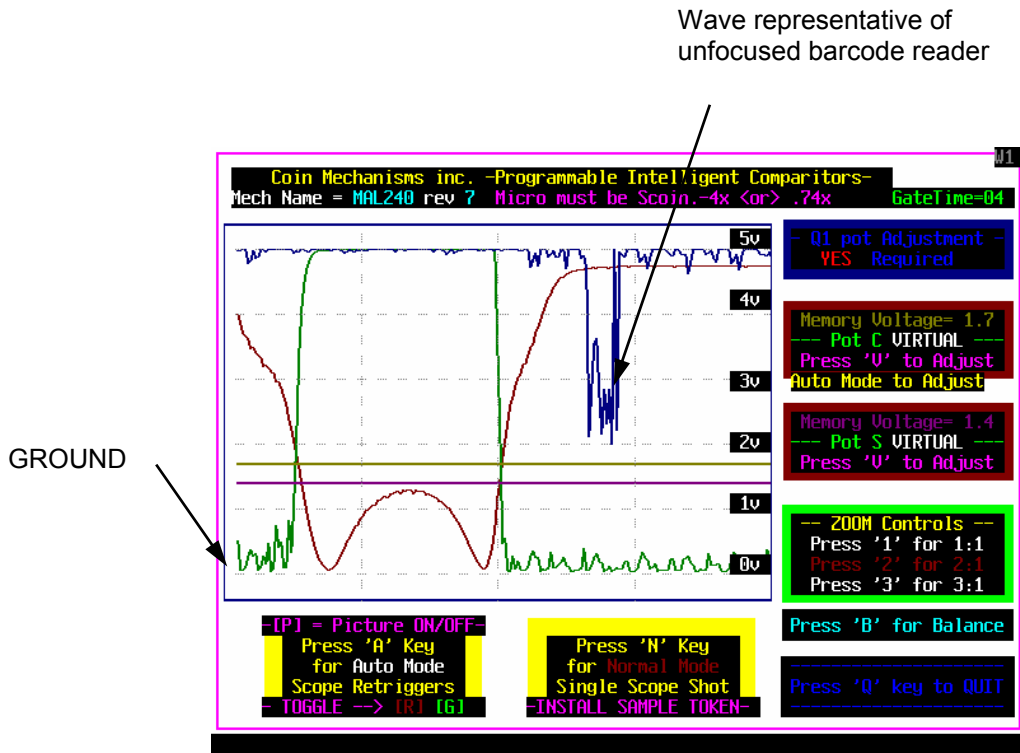 Wave representative of
unfocused barcode reader
W1
Coin Mechanisms inc. -Programmable Intelligent Comparitors-
Mech Name = MAL240 rev 7 Micro must be Scoin.-4x <or> .74x GateTime=04
5v
4v
3v
2v
1v
0v
GROUND
- Q1 pot Adjustment -
YES Required
Memory Voltage= 1.7
--- Pot C VIRTUAL ---
Press 'V' to Adjust
Auto Mode to Adjust
Memory Voltage= 1.4
--- Pot S VIRTUAL ---
Press 'V' to Adjust
-- ZOOM Controls --
Press '1' for 1:1
Press '2' for 2:1
Press '3' for 3:1
Press 'B' for Balance
Press 'Q' key to QUIT
-[P] = Picture ON/OFF-
Press 'A' Key
for Auto Mode
Scope Retriggers
- TOGGLE --> [R] [G]
Press 'N' Key
for Normal Mode
Single Scope Shot
-INSTALL SAMPLE TOKEN-